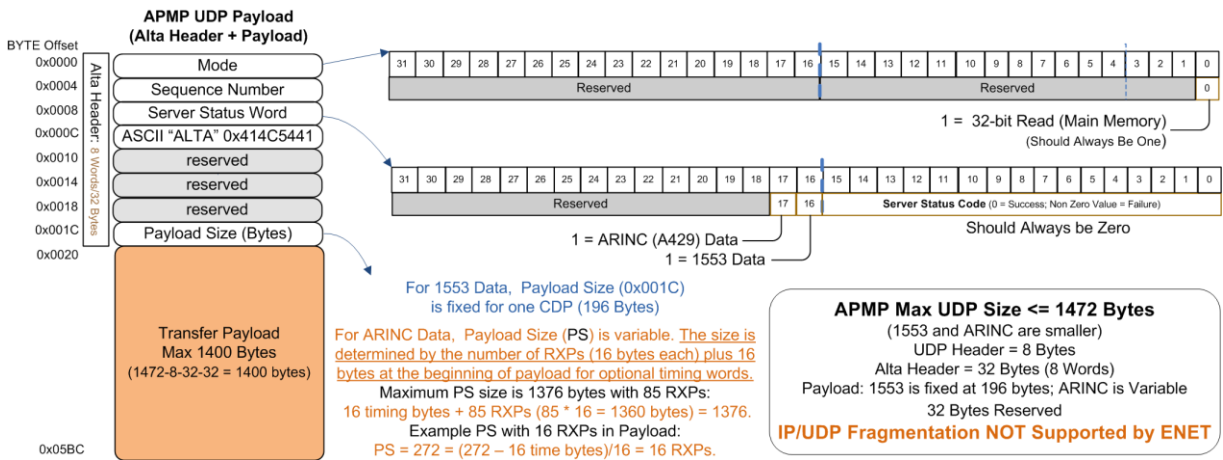 APMP UDP Payload
(Alta Header + Payload)
BYTE Offset
0x0000
0x0004
0x0008
0x000C
0x0010
0x0014
0x0018
0x001C
0x0020
0x05BC
Alta Header: 8 Words/32 Bytes
Mode
Sequence Number
Server Status Word
ASCII “ALTA” 0x414C5441
reserved
reserved
reserved
Payload Size (Bytes)
Transfer Payload
Max 1400 Bytes
(1472-8-32-32 = 1400 bytes)
31 30 29 28 27 26 25 24 23 22 21 20 19 18 17 16 15 14 13 12 11 10 9 8 7 6 5 4 3 2 1 0
Reserved Reserved 0
1 = 32-bit Read (Main Memory)
(Should Always Be One)
31 30 29 28 27 26 25 24 23 22 21 20 19 18 17 16 15 14 13 12 11 10 9 8 7 6 5 4 3 2 1 0
Reserved 17 16 Server Status Code (0 = Success; Non Zero Value = Failure)
Should Always be Zero
1 = ARINC (A429) Data
1 = 1553 Data
For 1553 Data, Payload Size (0x001C)
is fixed for one CDP (196 Bytes)
For ARINC Data, Payload Size (PS) is variable. The size is
determined by the number of RXPs (16 bytes each) plus 16
bytes at the beginning of payload for optional timing words.
Maximum PS size is 1376 bytes with 85 RXPs:
16 timing bytes + 85 RXPs (85 * 16 = 1360 bytes) = 1376.
Example PS with 16 RXPs in Payload:
PS = 272 = (272 – 16 time bytes)/16 = 16 RXPs.
APMP Max UDP Size <= 1472 Bytes
(1553 and ARINC are smaller)
UDP Header = 8 Bytes
Alta Header = 32 Bytes (8 Words)
Payload: 1553 is fixed at 196 bytes; ARINC is Variable
32 Bytes Reserved
IP/UDP Fragmentation NOT Supported by ENET